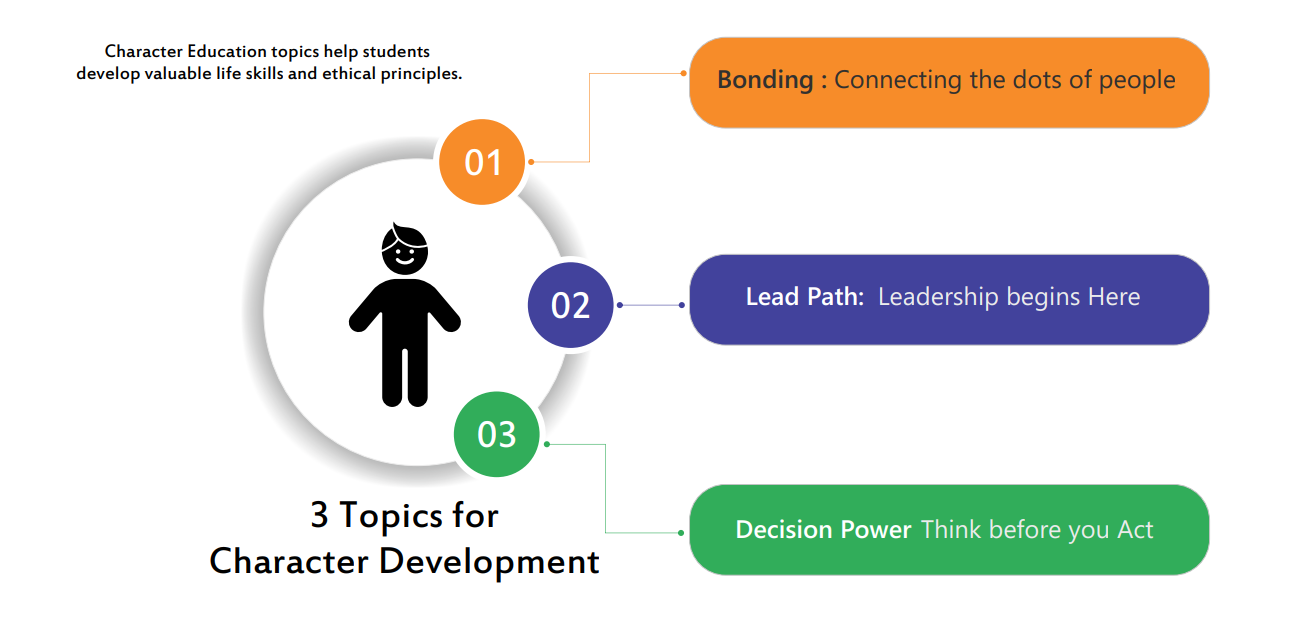 Character Education topics help students
develop valuable life skills and ethical principles.
01
Bonding : Connecting the dots of people
02
Lead Path: Leadership begins Here
03
Decision Power Think before you Act
3 Topics for
Character Development